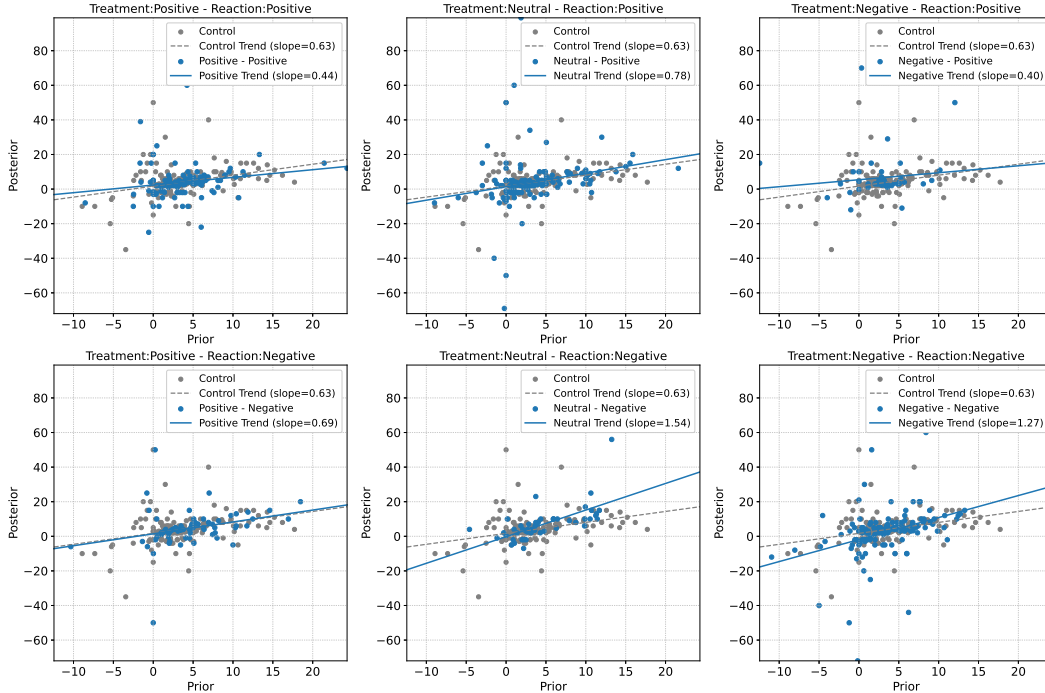 Treatment:Positive - Reaction:Positive
Control
Control Trend (slope=0.63)
Positive - Positive
Positive Trend (slope=0.44)
80
60
40
20
0
−20
−40
−60
Posterior
−10 −5 0 5 10 15 20
Prior
Treatment:Neutral - Reaction:Positive
Control
Control Trend (slope=0.63)
Neutral - Positive
Neutral Trend (slope=0.78)
80
60
40
20
0
−20
−40
−60
Posterior
−10 −5 0 5 10 15 20
Prior
Treatment:Negative - Reaction:Positive
Control
Control Trend (slope=0.63)
Negative - Positive
Negative Trend (slope=0.40)
80
60
40
20
0
−20
−40
−60
Posterior
−10 −5 0 5 10 15 20
Prior
Treatment:Positive - Reaction:Negative
Control
Control Trend (slope=0.63)
Positive - Negative
Positive Trend (slope=0.69)
80
60
40
20
0
−20
−40
−60
Posterior
−10 −5 0 5 10 15 20
Prior
Treatment:Neutral - Reaction:Negative
Control
Control Trend (slope=0.63)
Neutral - Negative
Neutral Trend (slope=1.54)
80
60
40
20
0
−20
−40
−60
Posterior
−10 −5 0 5 10 15 20
Prior
Treatment:Negative - Reaction:Negative
Control
Control Trend (slope=0.63)
Negative - Negative
Negative Trend (slope=1.27)
80
60
40
20
0
−20
−40
−60
Posterior
−10 −5 0 5 10 15 20
Prior